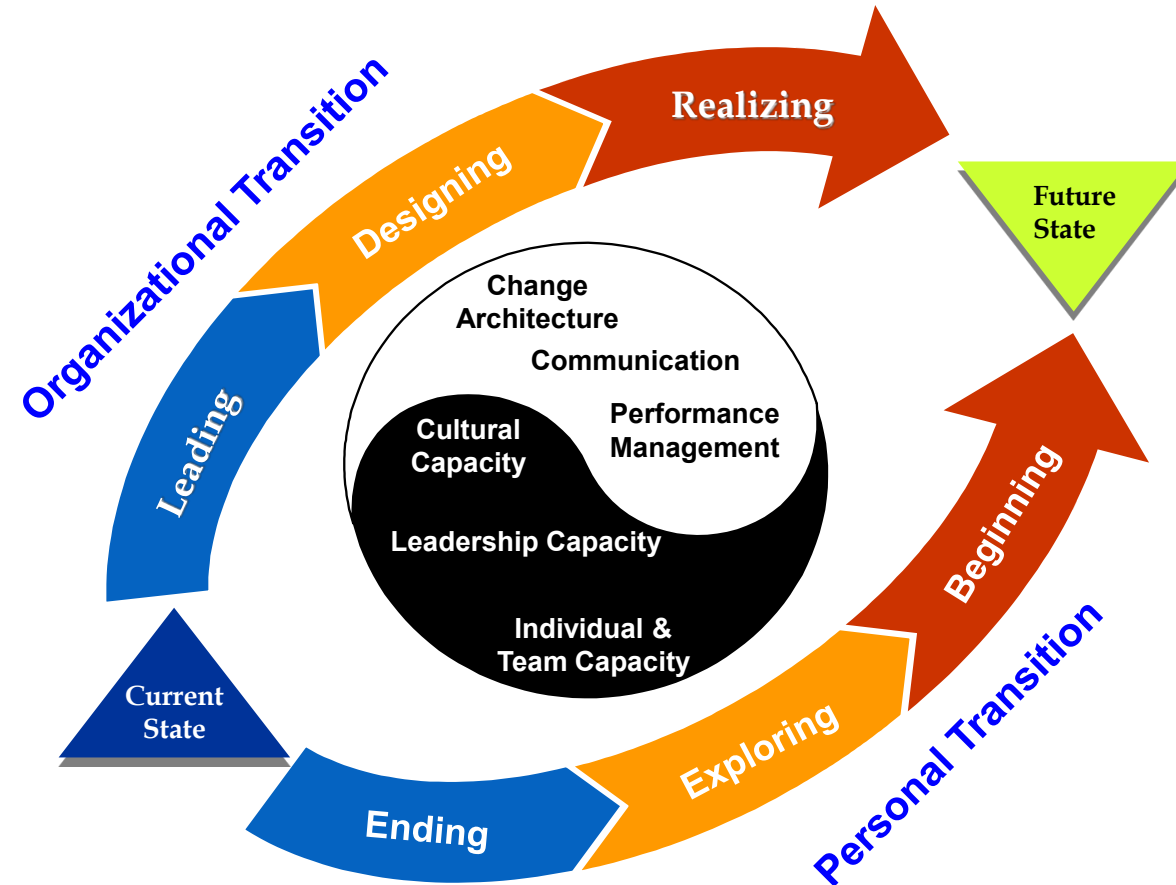 Organizational Transition
Realizing
Designing
Leading
Future
State
Change
Architecture
Communication
Performance
Management
Cultural
Capacity
Leadership Capacity
Individual &
Team Capacity
Current
State
Ending
Exploring
Beginning
Personal Transition